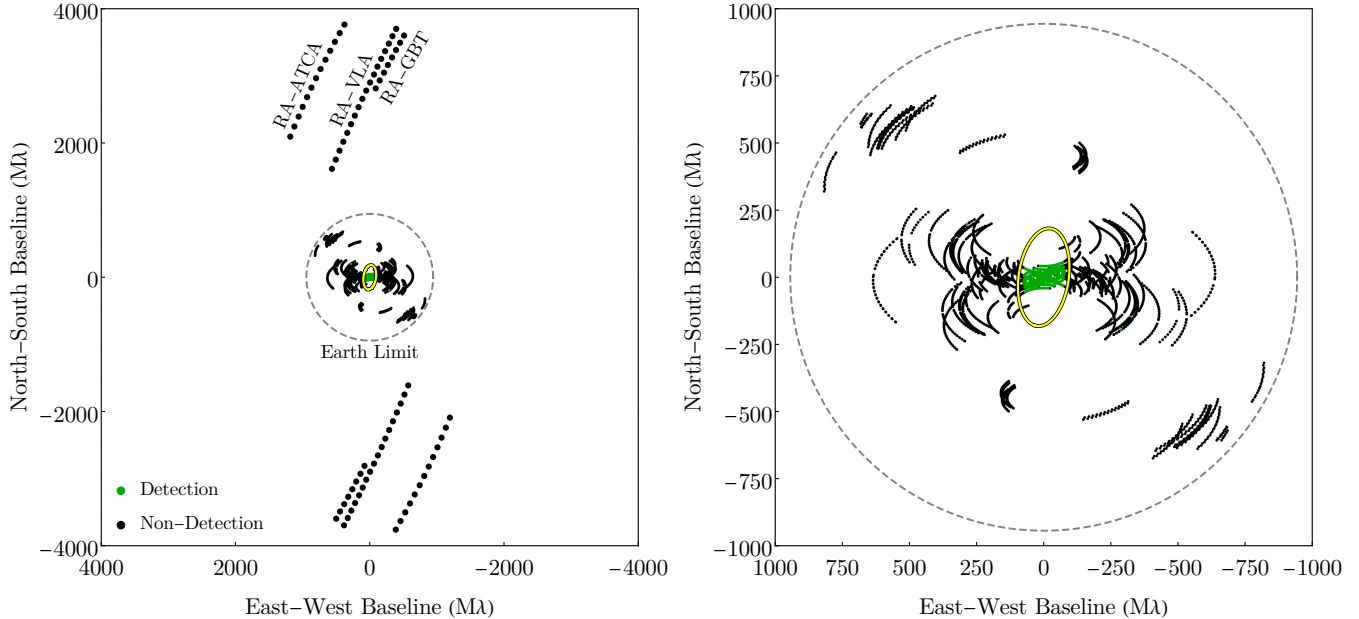 4000
2000
0
−2000
−4000
North−South Baseline (Mλ)
RA−ATCA
RA−VLA
RA−GBT
Earth Limit
Detection
Non−Detection
4000 2000 0 −2000 −4000
East−West Baseline (Mλ)
1000
750
500
250
0
−250
−500
−750
−1000
North−South Baseline (Mλ)
1000 750 500 250 0 −250 −500 −750 −1000
East−West Baseline (Mλ)